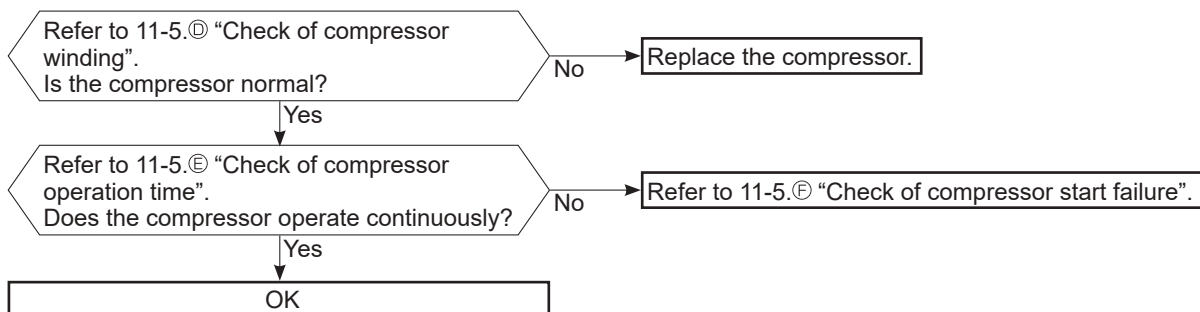 Refer to 11-5.Ⓓ “Check of compressor
winding”.
Is the compressor normal?
No
Replace the compressor.
Yes
Refer to 11-5.Ⓔ “Check of compressor
operation time”.
Does the compressor operate continuously?
No
Refer to 11-5.Ⓕ “Check of compressor start failure”.
Yes
OK